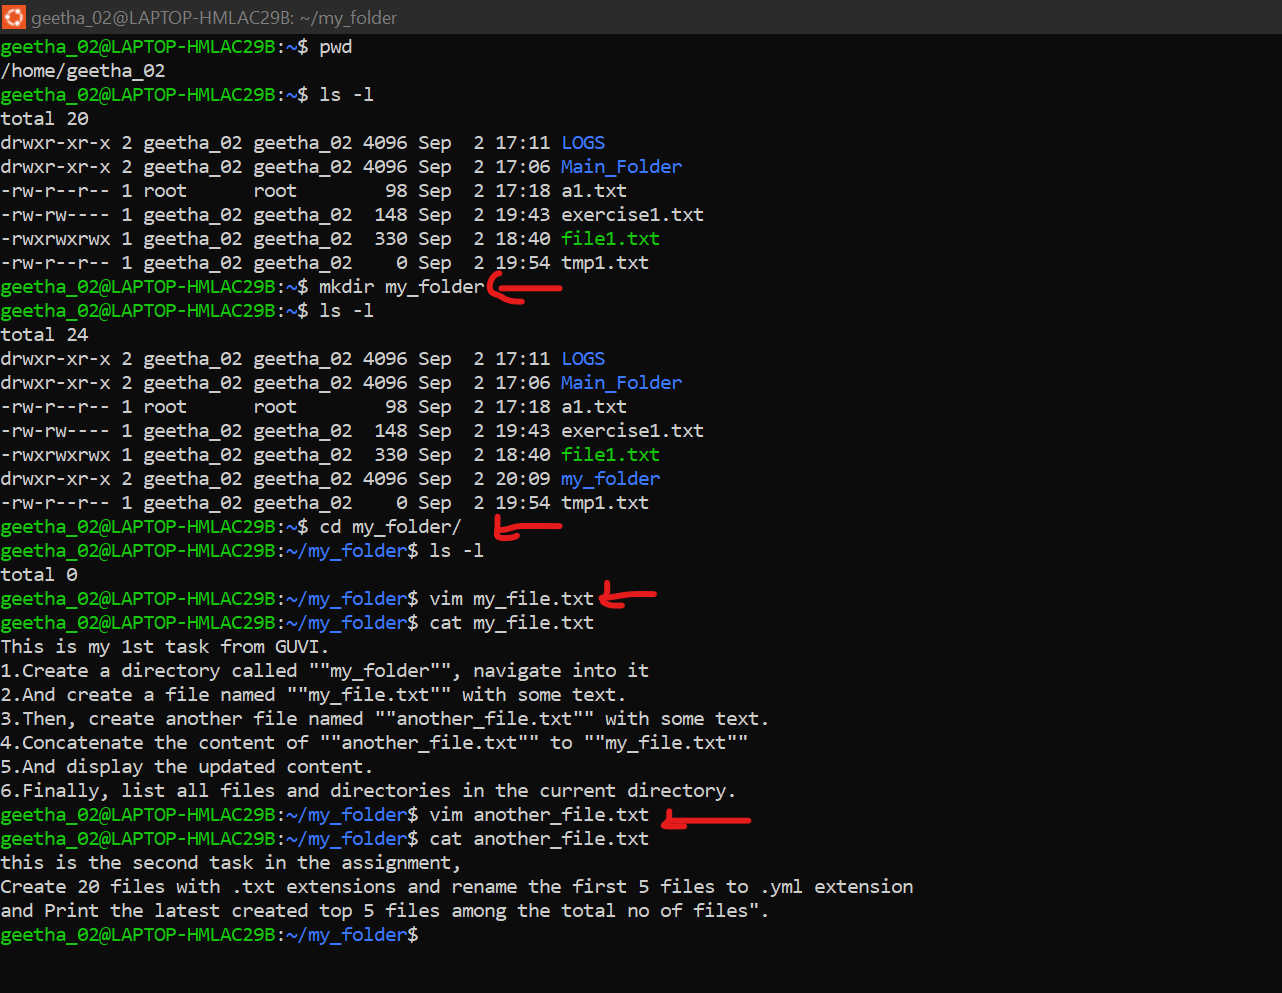 geetha_02@LAPTOP-HMLAC29B: ~/my_folder
geetha_02@LAPTOP-HMLAC29B:~$ pwd
/home/geetha_02
geetha_02@LAPTOP-HMLAC29B:~$ ls -l
total 20
drwxr-xr-x 2 geetha_02 geetha_02 4096 Sep  2 17:11 LOGS
drwxr-xr-x 2 geetha_02 geetha_02 4096 Sep  2 17:06 Main_Folder
-rw-r--r-- 1 root      root        98 Sep  2 17:18 a1.txt
-rw-rw---- 1 geetha_02 geetha_02  148 Sep  2 19:43 exercise1.txt
-rwxrwxrwx 1 geetha_02 geetha_02  330 Sep  2 18:40 file1.txt
-rw-r--r-- 1 geetha_02 geetha_02    0 Sep  2 19:54 tmp1.txt
geetha_02@LAPTOP-HMLAC29B:~$ mkdir my_folder
geetha_02@LAPTOP-HMLAC29B:~$ ls -l
total 24
drwxr-xr-x 2 geetha_02 geetha_02 4096 Sep  2 17:11 LOGS
drwxr-xr-x 2 geetha_02 geetha_02 4096 Sep  2 17:06 Main_Folder
-rw-r--r-- 1 root      root        98 Sep  2 17:18 a1.txt
-rw-rw---- 1 geetha_02 geetha_02  148 Sep  2 19:43 exercise1.txt
-rwxrwxrwx 1 geetha_02 geetha_02  330 Sep  2 18:40 file1.txt
drwxr-xr-x 2 geetha_02 geetha_02 4096 Sep  2 20:09 my_folder
-rw-r--r-- 1 geetha_02 geetha_02    0 Sep  2 19:54 tmp1.txt
geetha_02@LAPTOP-HMLAC29B:~$ cd my_folder/
geetha_02@LAPTOP-HMLAC29B:~/my_folder$ ls -l
total 0
geetha_02@LAPTOP-HMLAC29B:~/my_folder$ vim my_file.txt
geetha_02@LAPTOP-HMLAC29B:~/my_folder$ cat my_file.txt
This is my 1st task from GUVI.
1.Create a directory called ""my_folder"", navigate into it
2.And create a file named ""my_file.txt"" with some text.
3.Then, create another file named ""another_file.txt"" with some text.
4.Concatenate the content of ""another_file.txt"" to ""my_file.txt""
5.And display the updated content.
6.Finally, list all files and directories in the current directory.
geetha_02@LAPTOP-HMLAC29B:~/my_folder$ vim another_file.txt
geetha_02@LAPTOP-HMLAC29B:~/my_folder$ cat another_file.txt
this is the second task in the assignment,
Create 20 files with .txt extensions and rename the first 5 files to .yml extension
and Print the latest created top 5 files among the total no of files".
geetha_02@LAPTOP-HMLAC29B:~/my_folder$